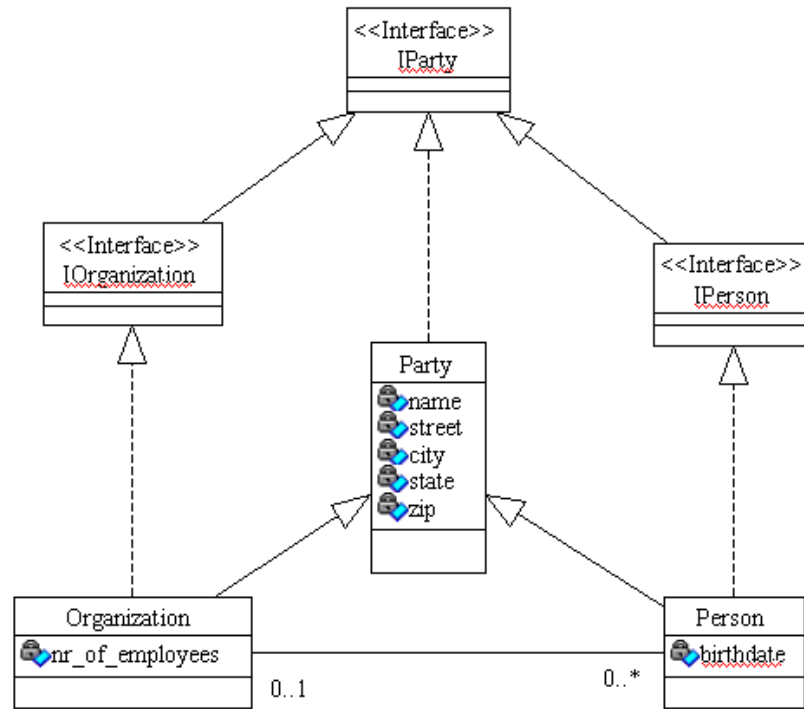 <<Interface>>
IParty
<<Interface>>
IOrganization
<<Interface>>
IPerson
Party
name
street
city
state
zip
Organization
nr_of_employees
Person
birthdate
0..1
0..*